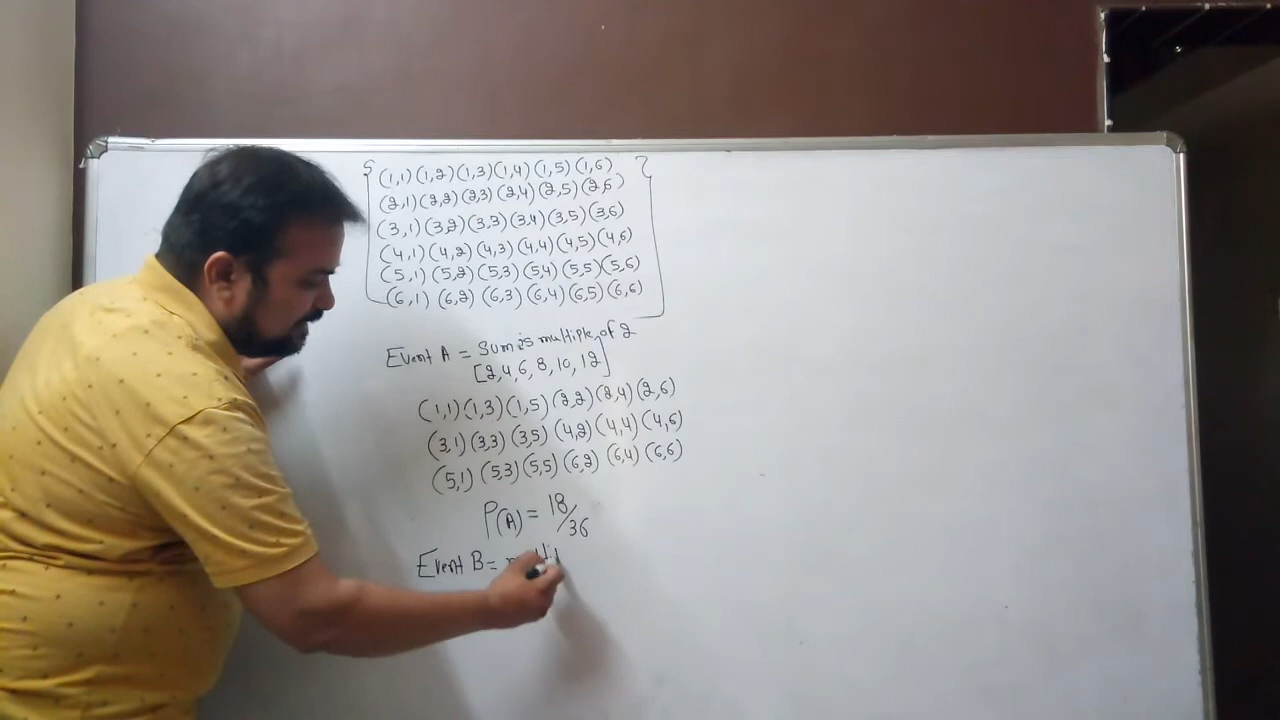 { (1,1) (1,2) (1,3) (1,4) (1,5) (1,6) }
(2,1) (2,2) (2,3) (2,4) (2,5) (2,6)
(3,1) (3,2) (3,3) (3,4) (3,5) (3,6)
(4,1) (4,2) (4,3) (4,4) (4,5) (4,6)
(5,1) (5,2) (5,3) (5,4) (5,5) (5,6)
(6,1) (6,2) (6,3) (6,4) (6,5) (6,6)
Event A = Sum is multiple of 2
[2,4,6,8,10,12]
(1,1) (1,3) (1,5) (2,2) (2,4) (2,6)
(3,1) (3,3) (3,5) (4,2) (4,4) (4,6)
(5,1) (5,3) (5,5) (6,2) (6,4) (6,6)
P(A) = 18/36
Event B =